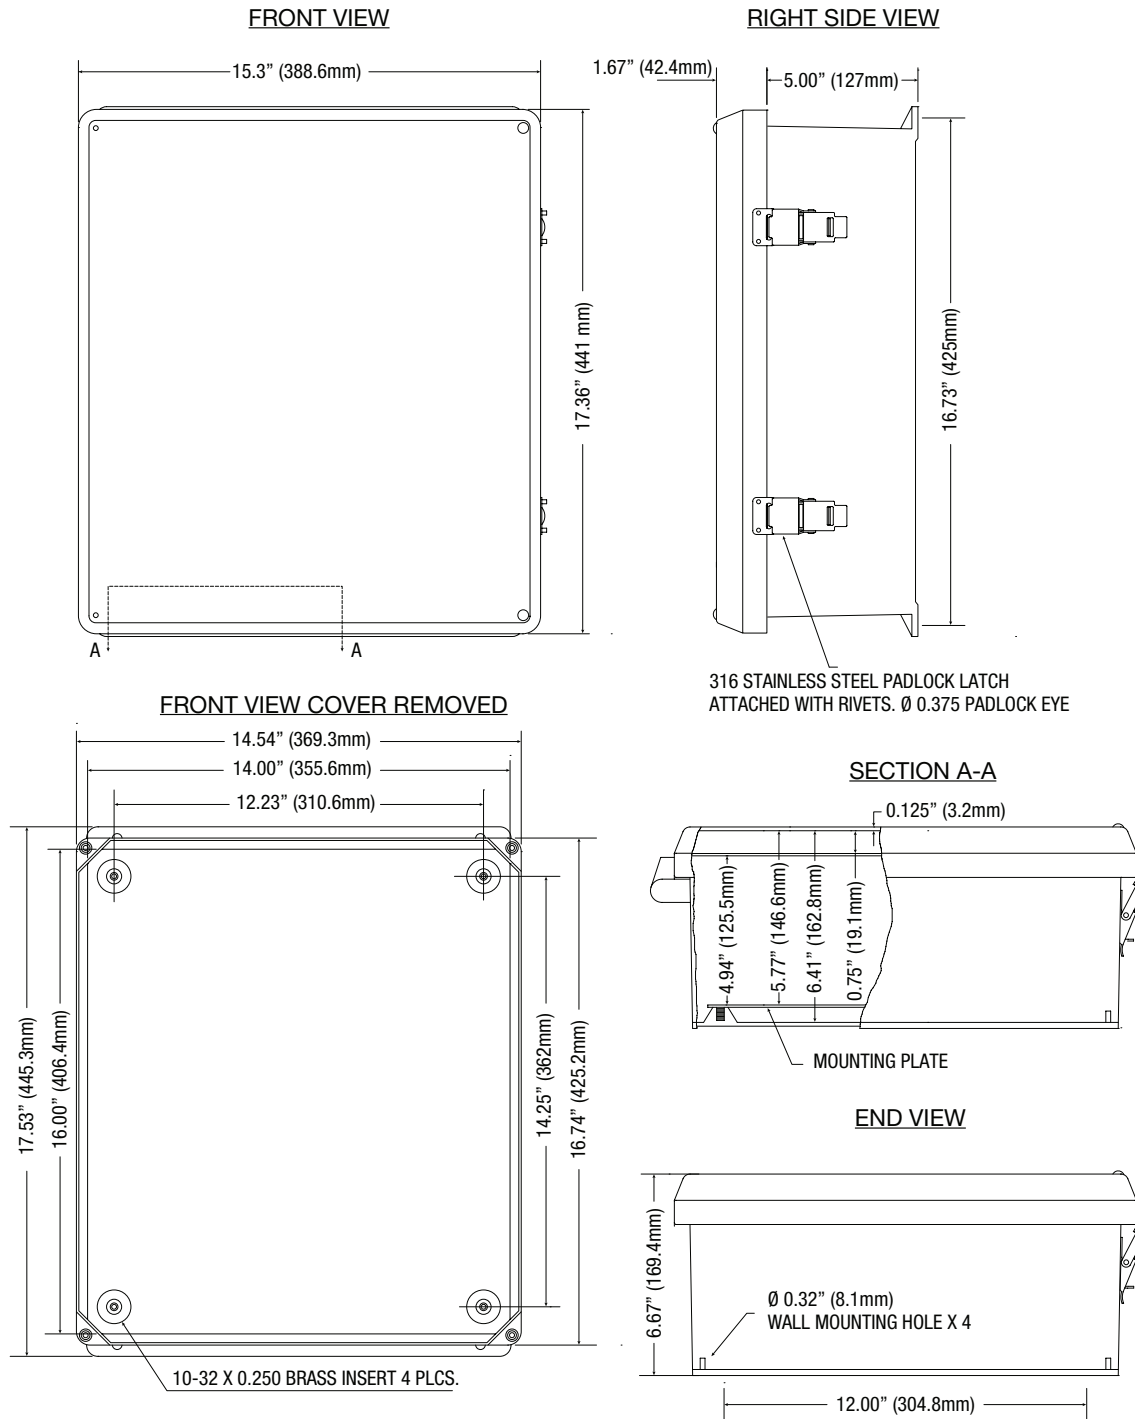 FRONT VIEW
15.3” (388.6mm)
17.36” (441 mm)
A
A
RIGHT SIDE VIEW
1.67” (42.4mm)
5.00” (127mm)
16.73” (425mm)
316 STAINLESS STEEL PADLOCK LATCH
ATTACHED WITH RIVETS. Ø 0.375 PADLOCK EYE
FRONT VIEW COVER REMOVED
14.54” (369.3mm)
14.00” (355.6mm)
12.23” (310.6mm)
17.53” (445.3mm)
16.00” (406.4mm)
14.25” (362mm)
16.74” (425.2mm)
10-32 X 0.250 BRASS INSERT 4 PLCS.
SECTION A-A
0.125” (3.2mm)
4.94” (125.5mm)
5.77” (146.6mm)
6.41” (162.8mm)
0.75” (19.1mm)
MOUNTING PLATE
END VIEW
6.67” (169.4mm)
Ø 0.32” (8.1mm)
WALL MOUNTING HOLE X 4
12.00” (304.8mm)